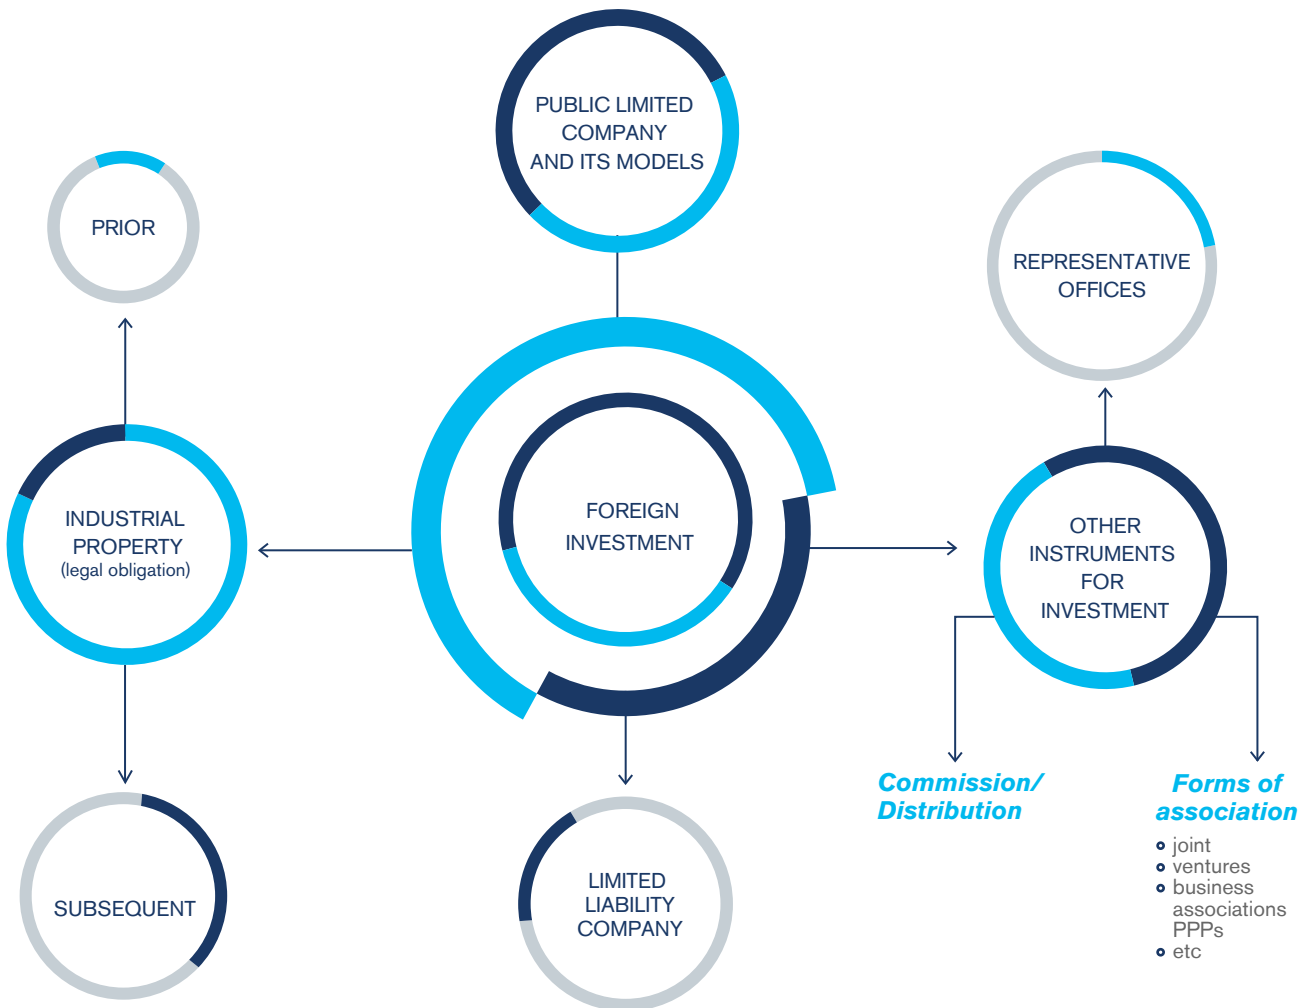 PUBLIC LIMITED
COMPANY
AND ITS MODELS
PRIOR
REPRESENTATIVE
OFFICES
INDUSTRIAL
PROPERTY
(legal obligation)
FOREIGN
INVESTMENT
OTHER
INSTRUMENTS
FOR
INVESTMENT
Commission/
Distribution
Forms of
association
joint
ventures
business
associations
PPPs
etc
SUBSEQUENT
LIMITED
LIABILITY
COMPANY